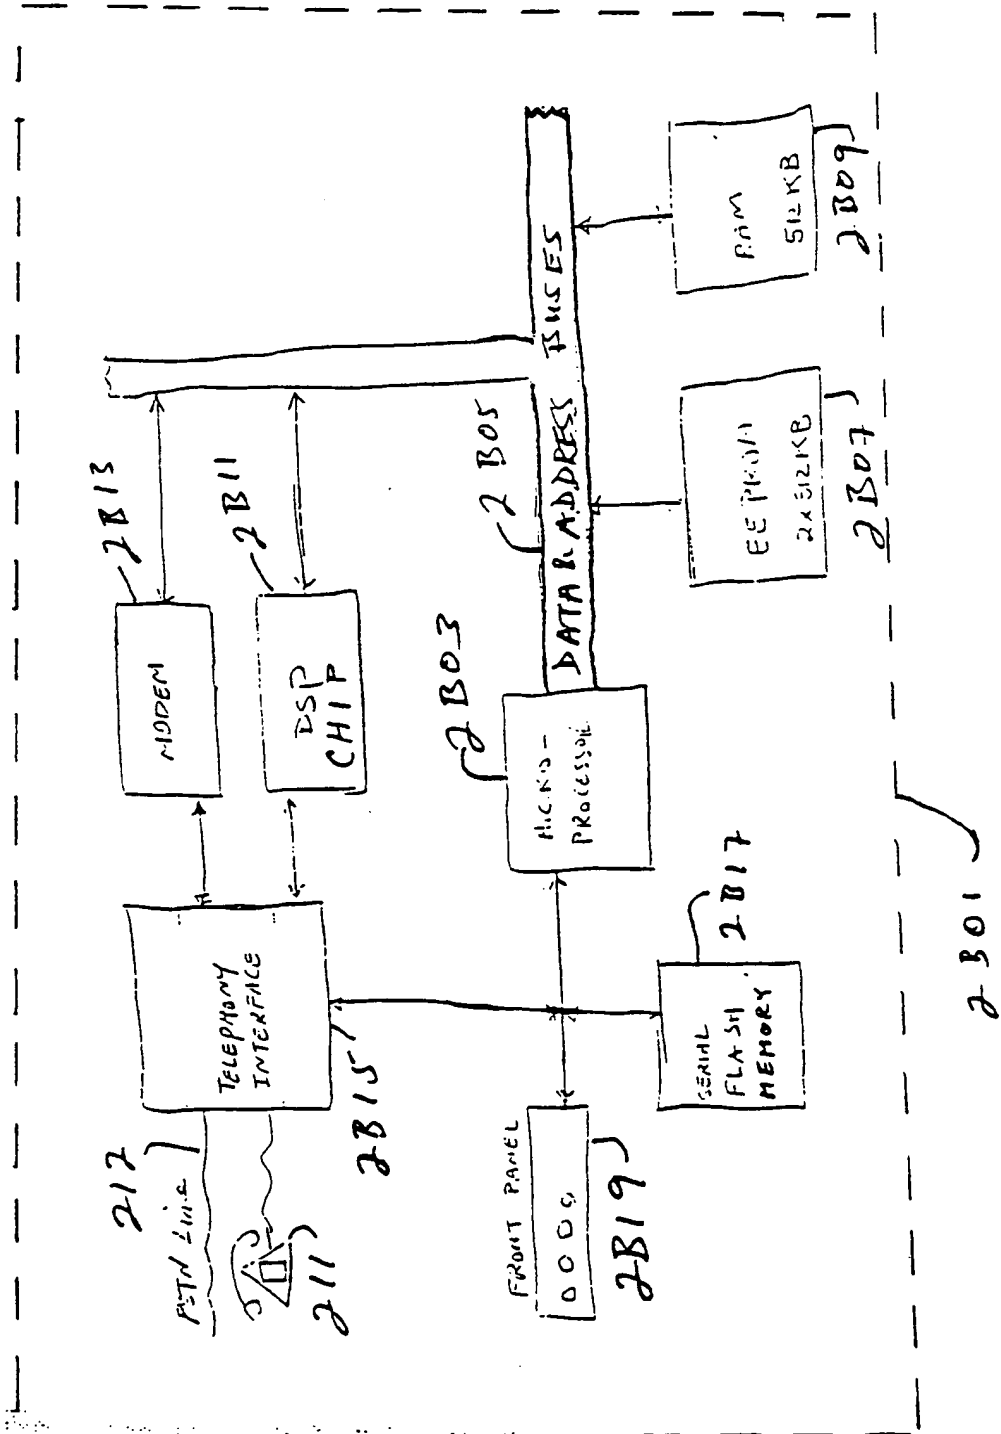 2B13
MODEM
2B11
DSP
CHIP
TELEPHONY
INTERFACE
2B15
212
PSTN Line
211
2B05
DATA & ADDRESS BUSES
2B03
MICRO-
PROCESSOR
FRONT PANEL
2B19
SERIAL
FLASH
MEMORY
2B17
EEPROM
2x512KB
2B07
RAM
512KB
2B09
2B01